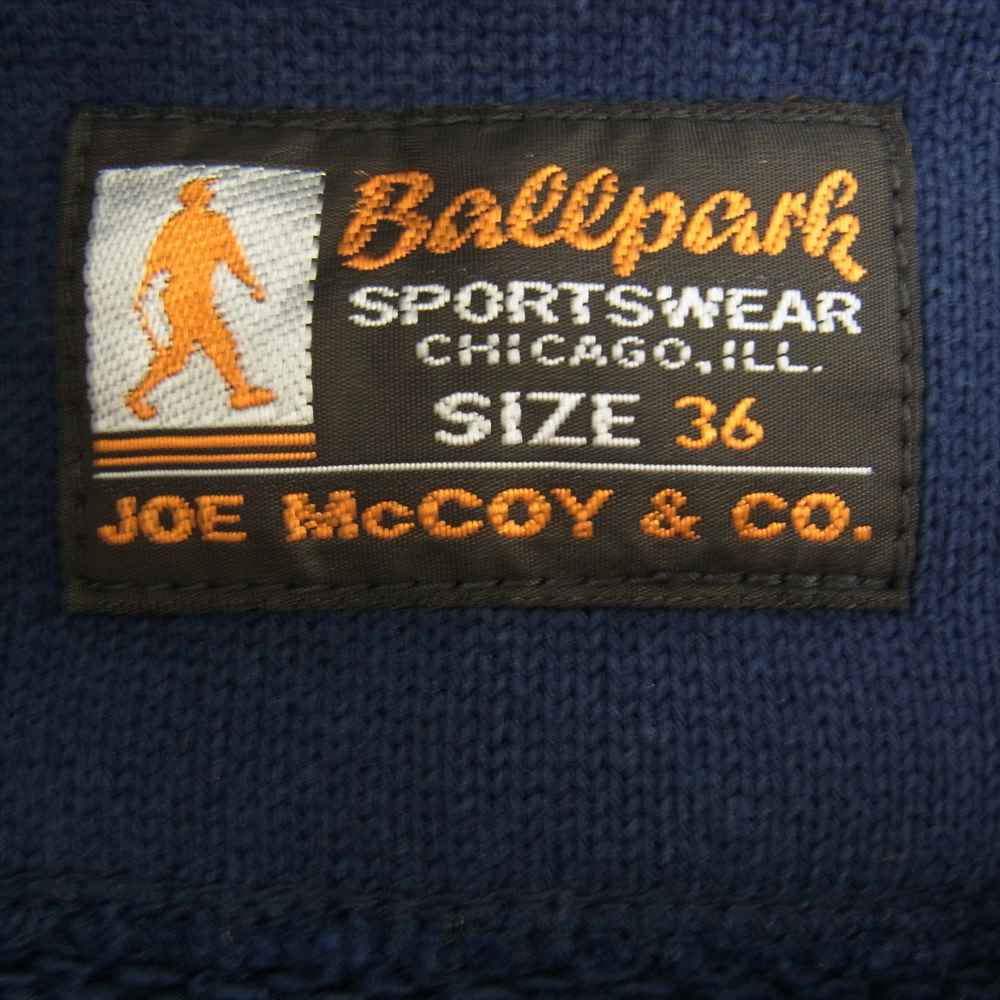 Ballpark
SPORTSWEAR
CHICAGO, ILL.
SIZE 36
JOE McCOY & CO.